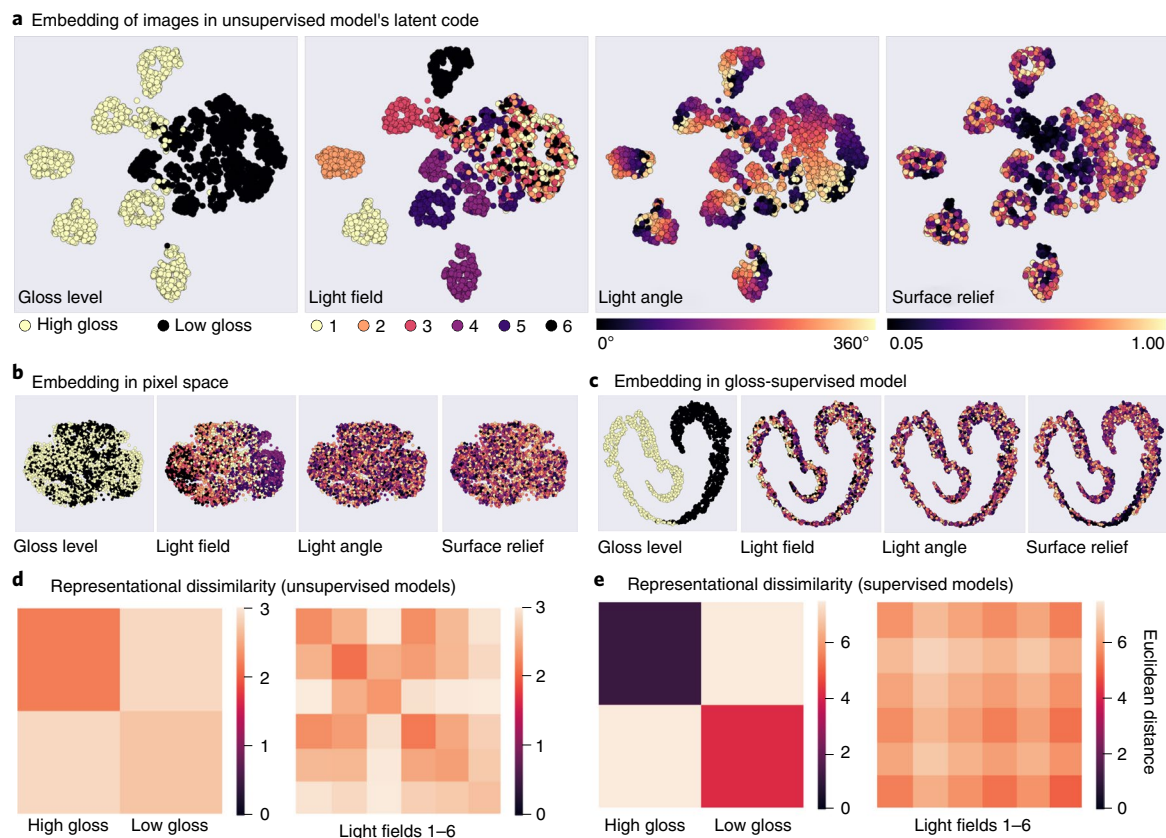 a Embedding of images in unsupervised model's latent code
Gloss level
Light field
Light angle
Surface relief
High gloss Low gloss
1 2 3 4 5 6
0° 360°
0.05 1.00
b Embedding in pixel space
Gloss level Light field Light angle Surface relief
c Embedding in gloss-supervised model
Gloss level Light field Light angle Surface relief
d Representational dissimilarity (unsupervised models)
3
2
1
0
High gloss Low gloss
3
2
1
0
Light fields 1–6
e Representational dissimilarity (supervised models)
6
4
2
0
High gloss Low gloss
6
4
2
0
Euclidean distance
Light fields 1–6